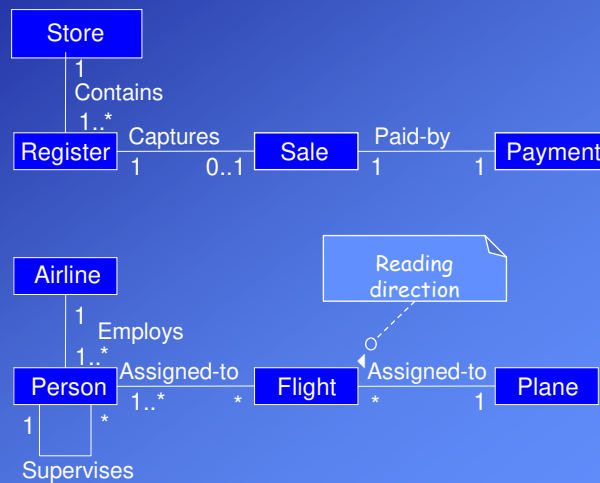 Store
1
Contains
1..*
Register
Captures
1
0..1
Sale
Paid-by
1
1
Payment
Reading
direction
Airline
1
Employs
1..*
Person
Assigned-to
1..*
*
Flight
Assigned-to
*
1
Plane
1
*
Supervises